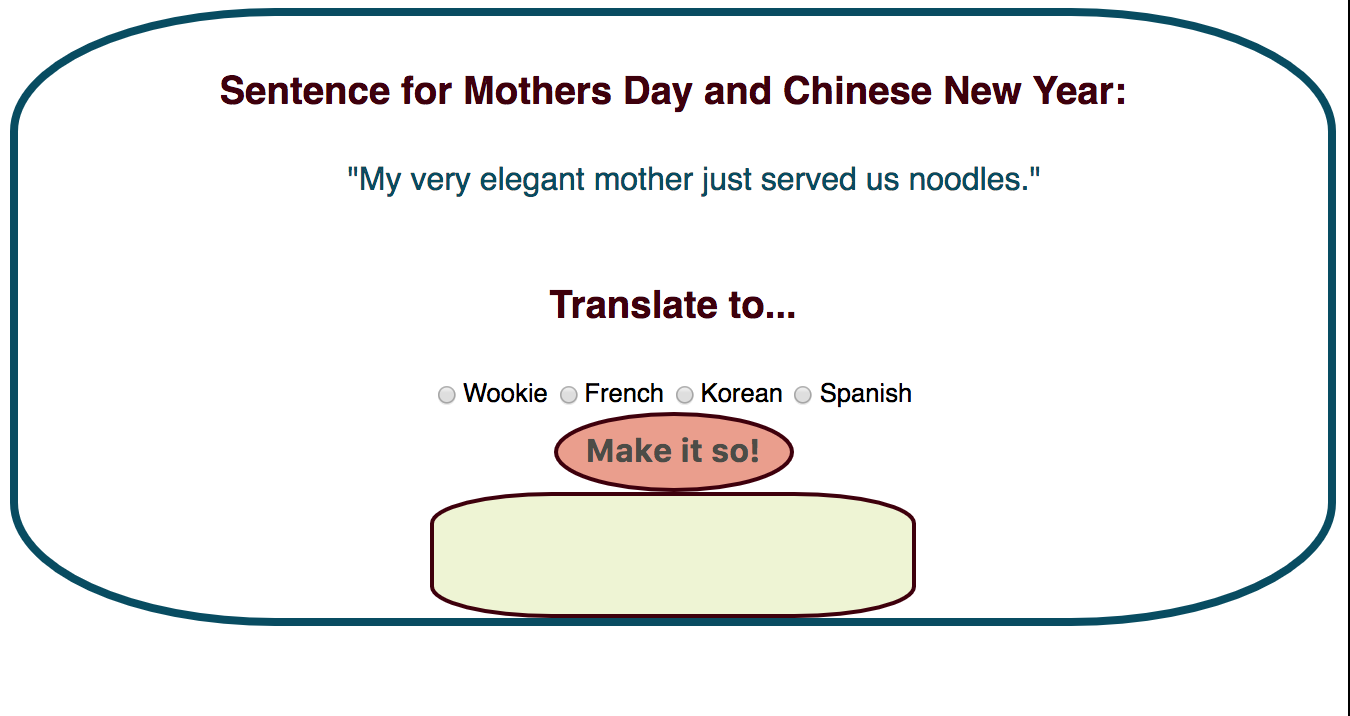 Sentence for Mothers Day and Chinese New Year:
"My very elegant mother just served us noodles."
Translate to...
Wookie French Korean Spanish
Make it so!